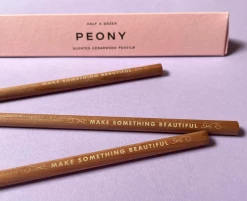 HALF A DOZEN
PEONY
SCENTED CEDARWOOD PENCILS
MAKE SOMETHING BEAUTIFUL
MAKE SOMETHING BEAUTIFUL
MAKE SOMETHING BEAUTIFUL